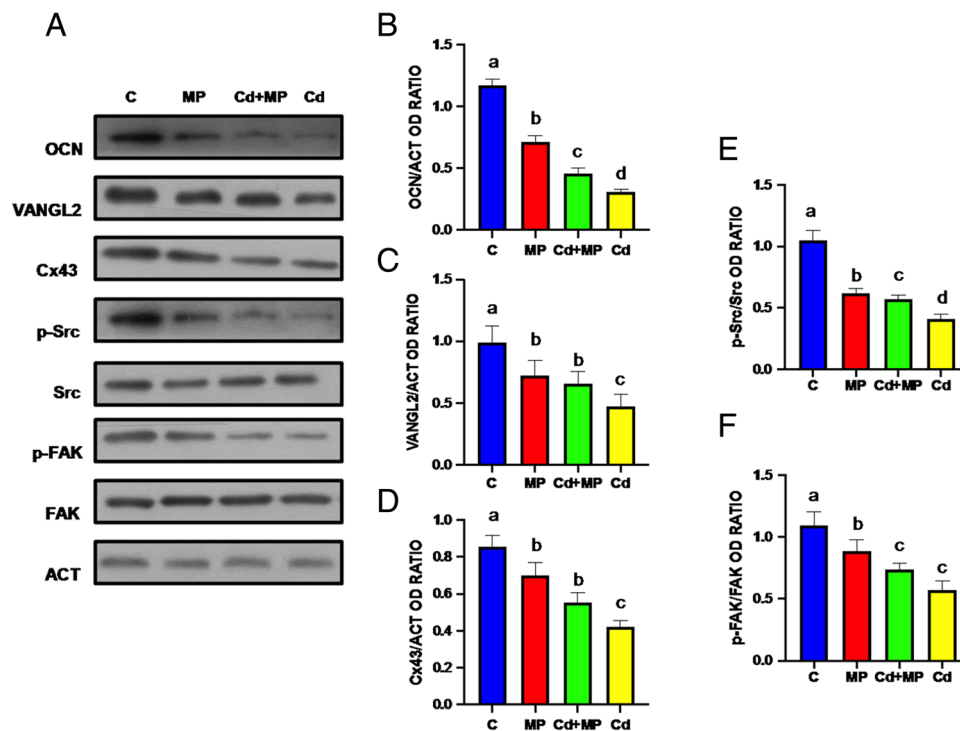 A
C MP Cd+MP Cd
OCN
VANGL2
Cx43
p-Src
Src
p-FAK
FAK
ACT
B
OCN/ACT OD RATIO
1.5
1.0
0.5
0.0
a
b
c
d
C MP Cd+MP Cd
C
VANGL2/ACT OD RATIO
1.5
1.0
0.5
0.0
a
b
b
c
C MP Cd+MP Cd
D
Cx43/ACT OD RATIO
1.0
0.8
0.6
0.4
0.2
0.0
a
b
b
c
C MP Cd+MP Cd
E
p-Src/Src OD RATIO
1.5
1.0
0.5
0.0
a
b
c
d
C MP Cd+MP Cd
F
p-FAK/FAK OD RATIO
1.5
1.0
0.5
0.0
a
b
c
c
C MP Cd+MP Cd